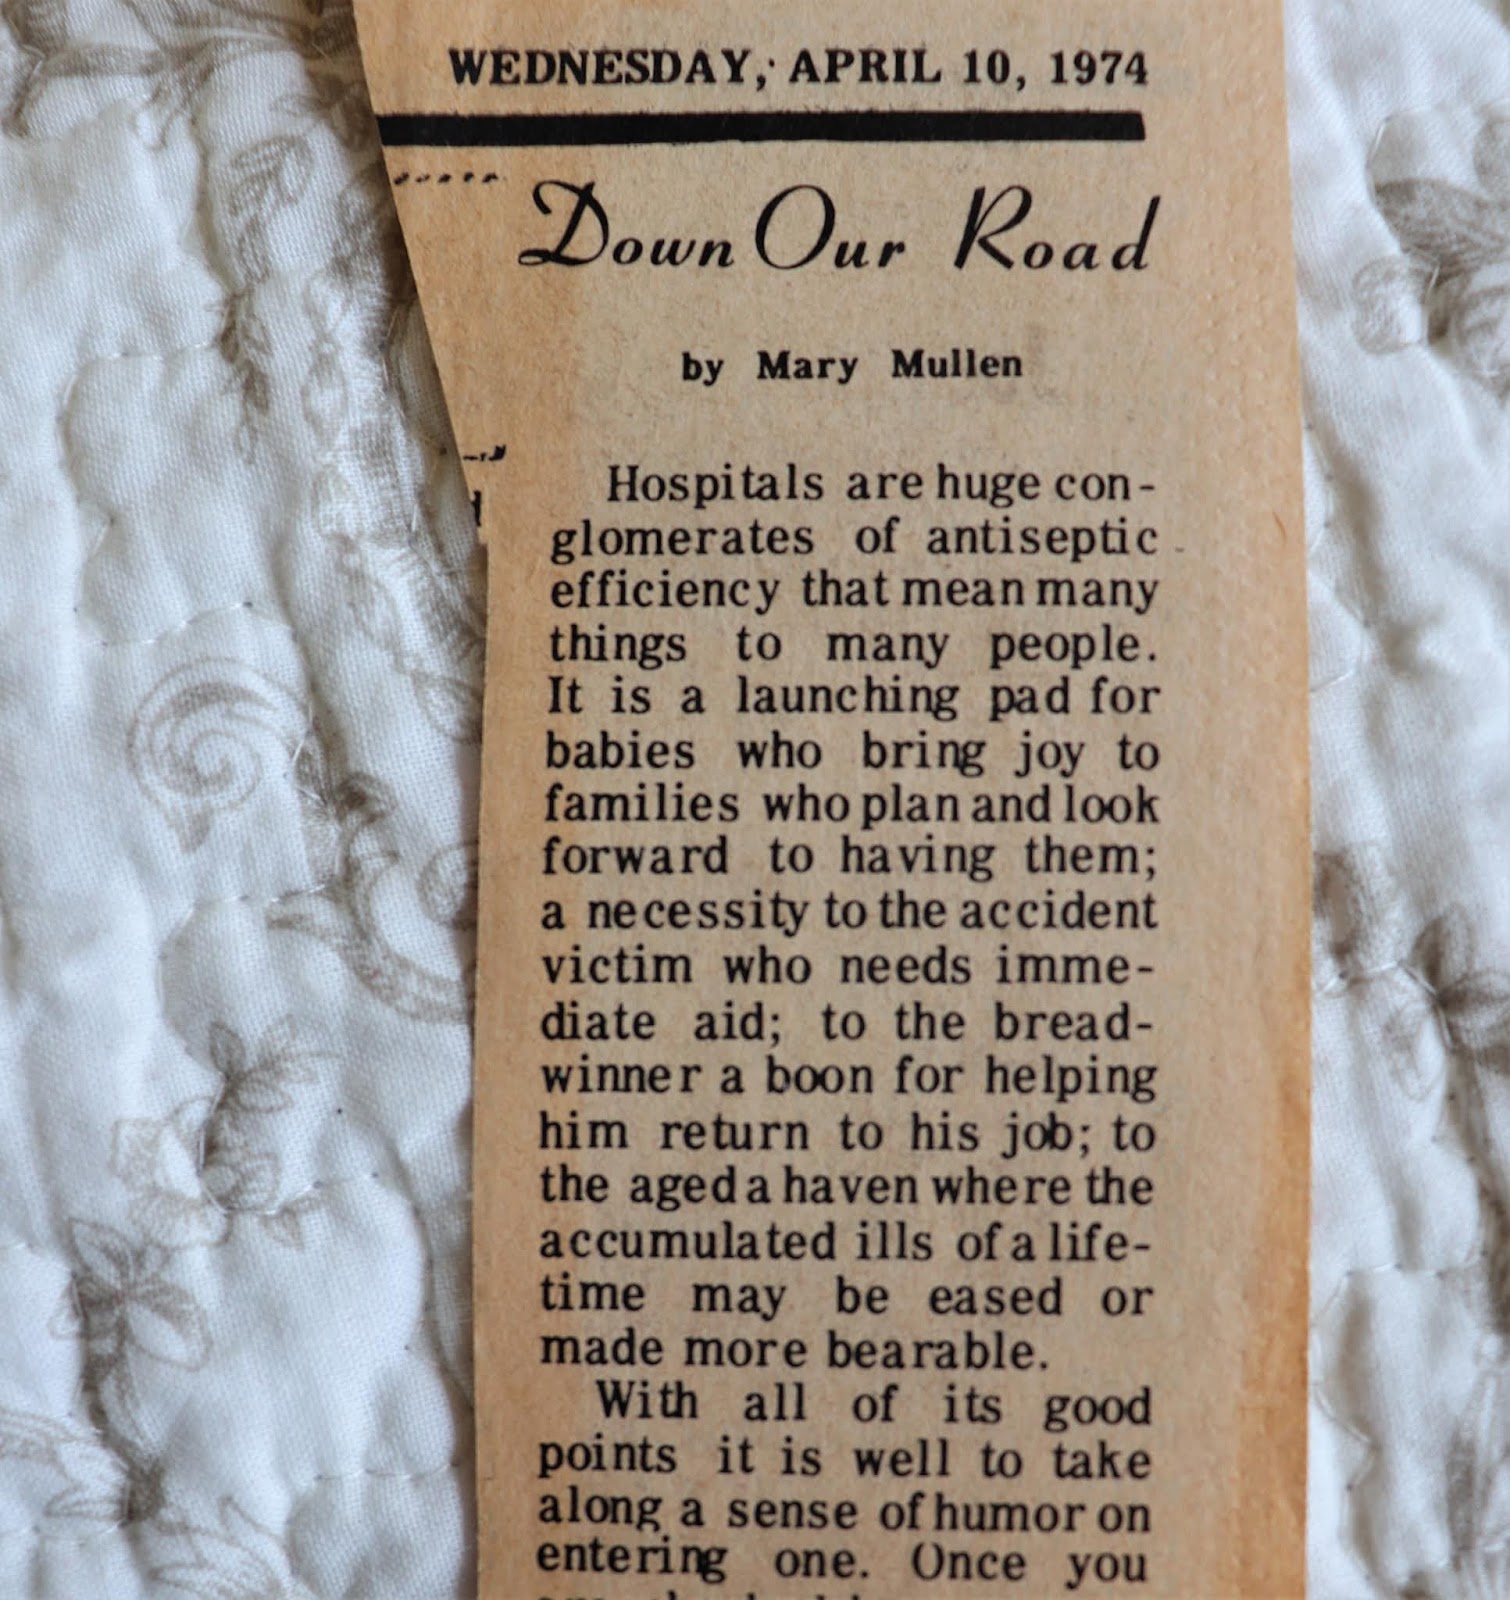 WEDNESDAY, APRIL 10, 1974
Down Our Road
by Mary Mullen
Hospitals are huge con-
glomerates of antiseptic
efficiency that mean many
things to many people.
It is a launching pad for
babies who bring joy to
families who plan and look
forward to having them;
a necessity to the accident
victim who needs imme-
diate aid; to the bread-
winner a boon for helping
him return to his job; to
the aged a haven where the
accumulated ills of a life-
time may be eased or
made more bearable.
With all of its good
points it is well to take
along a sense of humor on
entering one. Once you